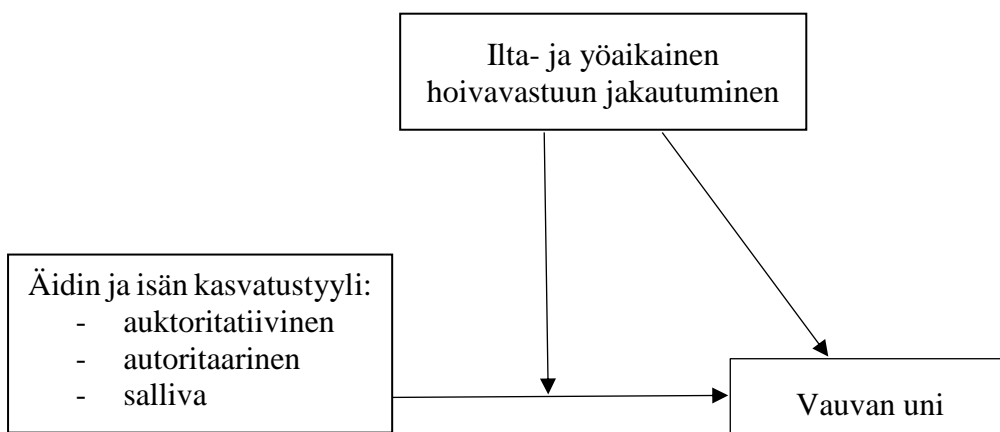 Ilta- ja yöaikainen
hoivavastuun jakautuminen
Äidin ja isän kasvatustyyli:
- auktoritatiivinen
- autoritaarinen
- salliva
Vauvan uni